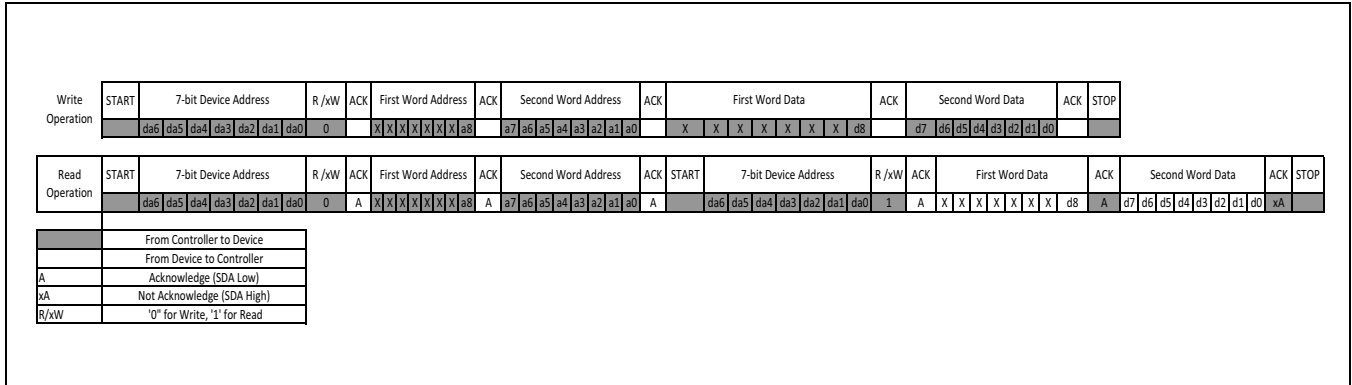 Write Operation START 7-bit Device Address R /xW ACK First Word Address ACK Second Word Address ACK First Word Data ACK Second Word Data ACK STOP
da6 da5 da4 da3 da2 da1 da0 0 X X X X X X X a8 a7 a6 a5 a4 a3 a2 a1 a0 X X X X X X X d8 d7 d6 d5 d4 d3 d2 d1 d0
Read Operation START 7-bit Device Address R /xW ACK First Word Address ACK Second Word Address ACK START 7-bit Device Address R /xW ACK First Word Data ACK Second Word Data ACK STOP
da6 da5 da4 da3 da2 da1 da0 0 A X X X X X X X a8 A a7 a6 a5 a4 a3 a2 a1 a0 A da6 da5 da4 da3 da2 da1 da0 1 A X X X X X X X d8 A d7 d6 d5 d4 d3 d2 d1 d0 xA
From Controller to Device
From Device to Controller
A Acknowledge (SDA Low)
xA Not Acknowledge (SDA High)
R/xW '0" for Write, '1' for Read